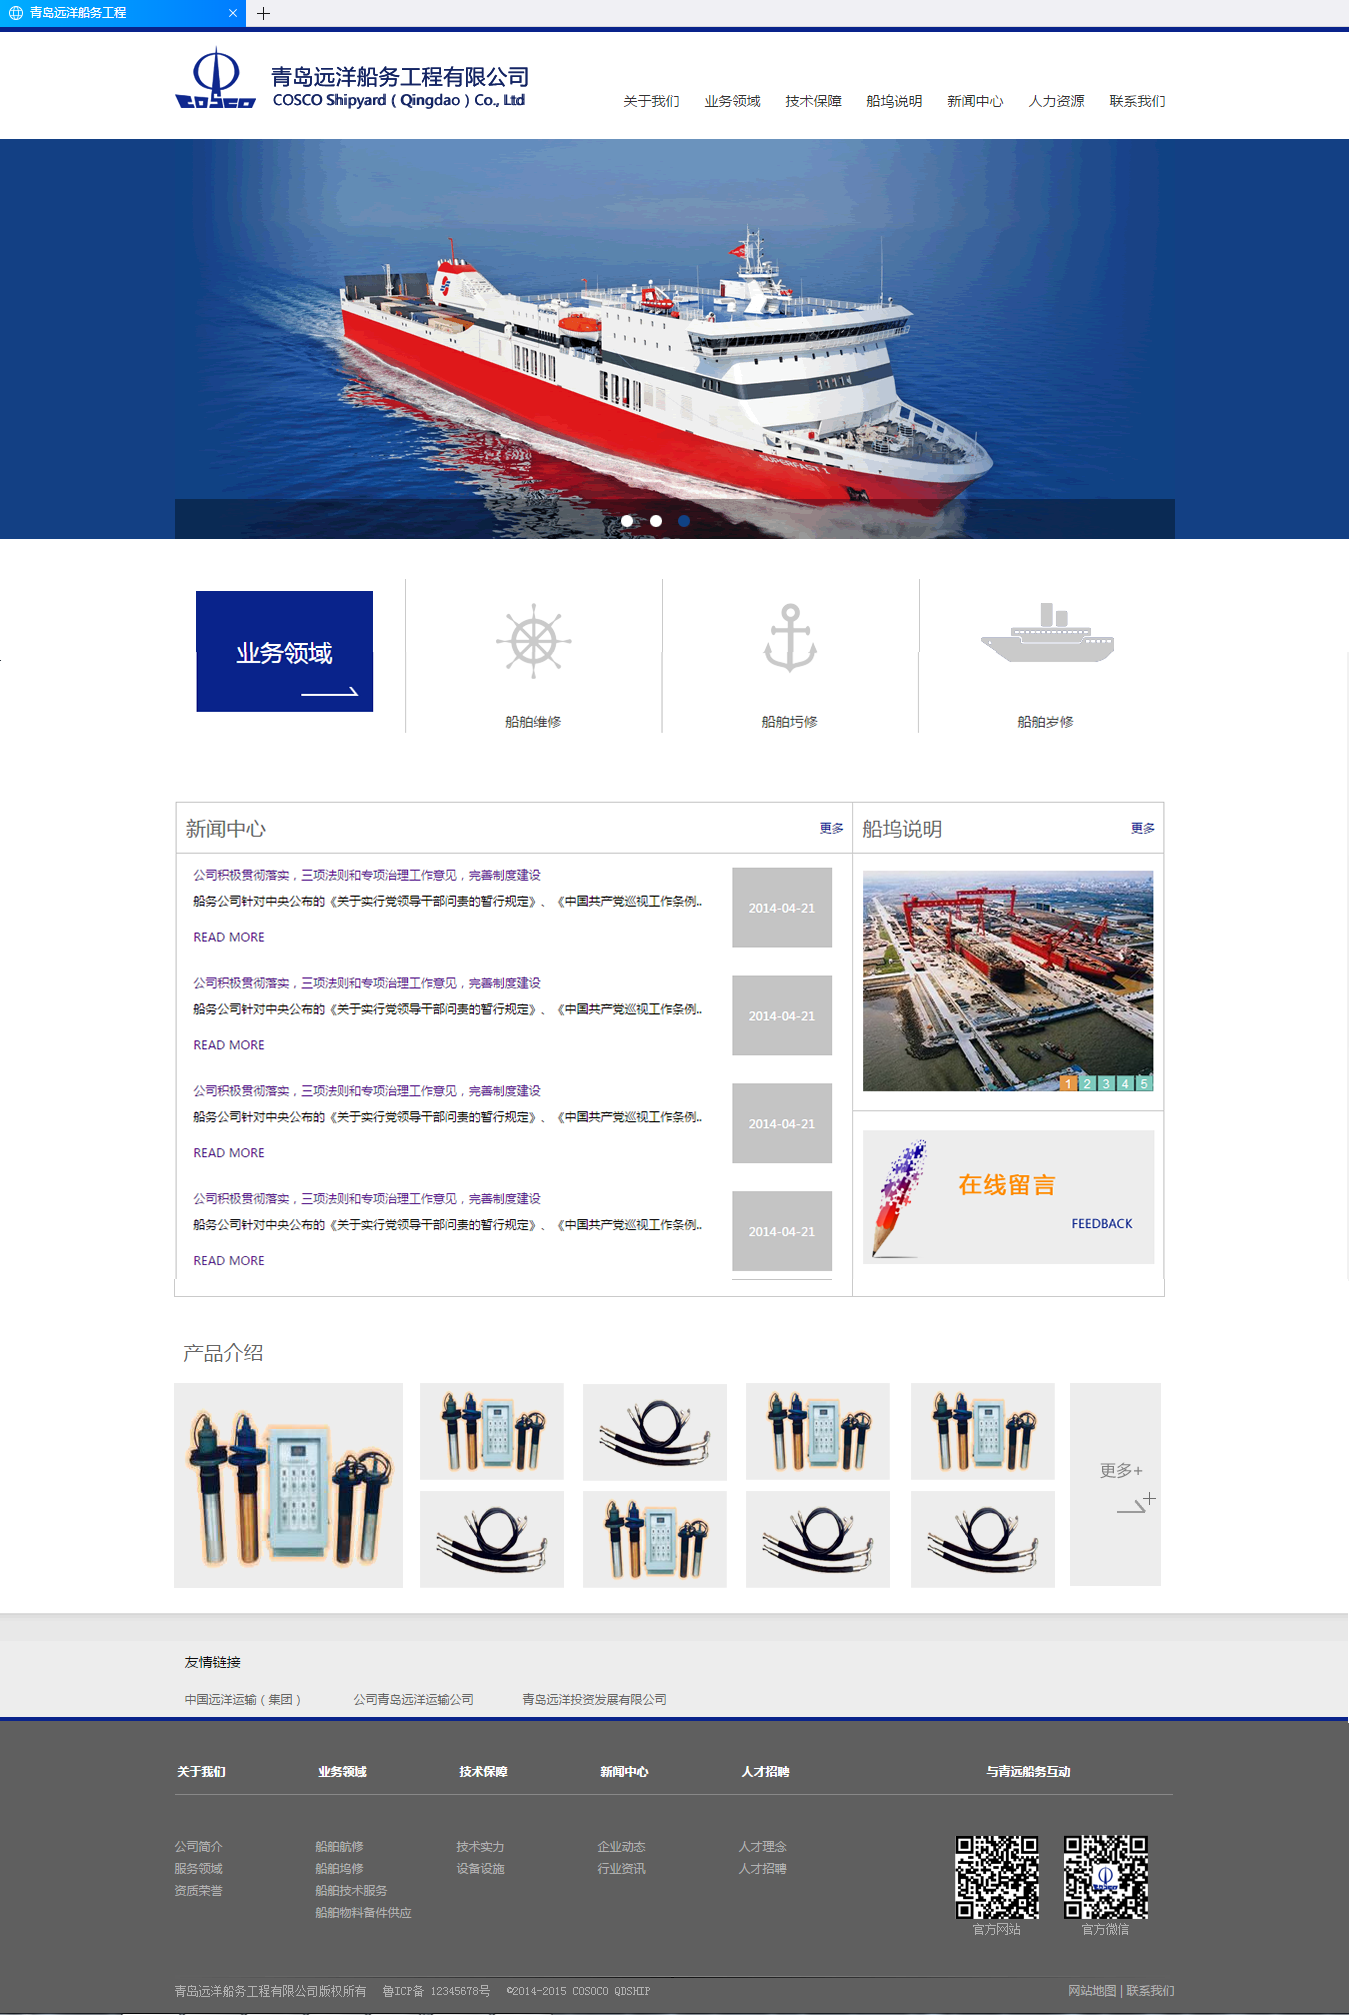 青岛远洋船务工程
青岛远洋船务工程有限公司
COSCO Shipyard（Qingdao）Co., Ltd
COSCO
关于我们 业务领域 技术保障 船坞说明 新闻中心 人力资源 联系我们
SUPERFAST I
业务领域
船舶维修 船舶圬修 船舶岁修
新闻中心 更多
公司积极贯彻落实，三项法则和专项治理工作意见，完善制度建设
船务公司针对中央公布的《关于实行党领导干部问责的暂行规定》、《中国共产党巡视工作条例..
2014-04-21
READ MORE
公司积极贯彻落实，三项法则和专项治理工作意见，完善制度建设
船务公司针对中央公布的《关于实行党领导干部问责的暂行规定》、《中国共产党巡视工作条例..
2014-04-21
READ MORE
公司积极贯彻落实，三项法则和专项治理工作意见，完善制度建设
船务公司针对中央公布的《关于实行党领导干部问责的暂行规定》、《中国共产党巡视工作条例..
2014-04-21
READ MORE
公司积极贯彻落实，三项法则和专项治理工作意见，完善制度建设
船务公司针对中央公布的《关于实行党领导干部问责的暂行规定》、《中国共产党巡视工作条例..
2014-04-21
READ MORE
船坞说明 更多
1 2 3 4 5
在线留言
FEEDBACK
产品介绍
更多+
友情链接
中国远洋运输（集团） 公司青岛远洋运输公司 青岛远洋投资发展有限公司
关于我们 业务领域 技术保障 新闻中心 人才招聘 与青远船务互动
公司简介 船舶航修 技术实力 企业动态 人才理念
服务领域 船舶坞修 设备设施 行业资讯 人才招聘
资质荣誉 船舶技术服务
船舶物料备件供应
官方网站 官方微信
青岛远洋船务工程有限公司版权所有 鲁ICP备 12345678号 ©2014-2015 COSOCO QDSHIP
网站地图 | 联系我们